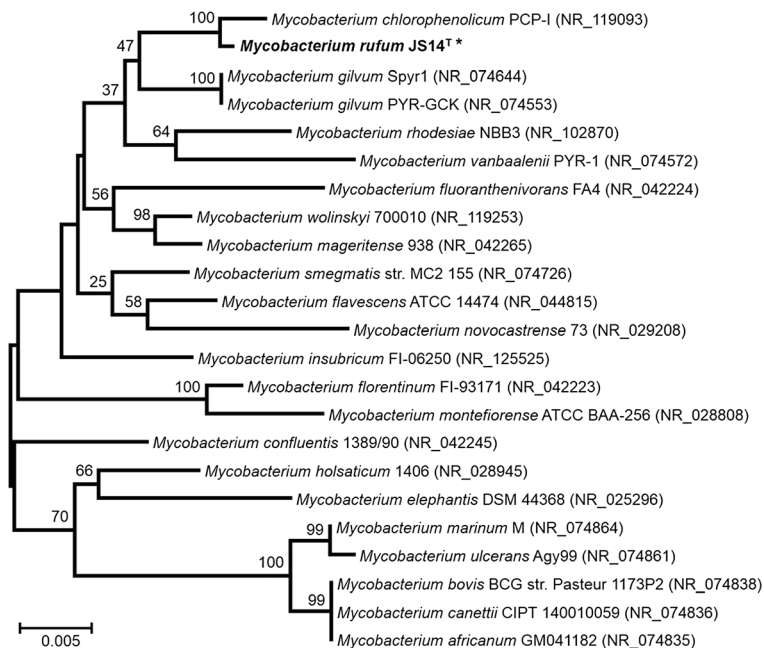 100
Mycobacterium chlorophenolicum PCP-I (NR_119093)
47
Mycobacterium rufum JS14ᵀ *
100
Mycobacterium gilvum Spyr1 (NR_074644)
37
Mycobacterium gilvum PYR-GCK (NR_074553)
64
Mycobacterium rhodesiae NBB3 (NR_102870)
Mycobacterium vanbaalenii PYR-1 (NR_074572)
56
Mycobacterium fluoranthenivorans FA4 (NR_042224)
98
Mycobacterium wolinskyi 700010 (NR_119253)
Mycobacterium mageritense 938 (NR_042265)
25
Mycobacterium smegmatis str. MC2 155 (NR_074726)
58
Mycobacterium flavescens ATCC 14474 (NR_044815)
Mycobacterium novocastrense 73 (NR_029208)
Mycobacterium insubricum FI-06250 (NR_125525)
100
Mycobacterium florentinum FI-93171 (NR_042223)
Mycobacterium montefiorense ATCC BAA-256 (NR_028808)
Mycobacterium confluentis 1389/90 (NR_042245)
66
Mycobacterium holsaticum 1406 (NR_028945)
Mycobacterium elephantis DSM 44368 (NR_025296)
70
99
Mycobacterium marinum M (NR_074864)
100
Mycobacterium ulcerans Agy99 (NR_074861)
Mycobacterium bovis BCG str. Pasteur 1173P2 (NR_074838)
99
Mycobacterium canettii CIPT 140010059 (NR_074836)
Mycobacterium africanum GM041182 (NR_074835)
0.005